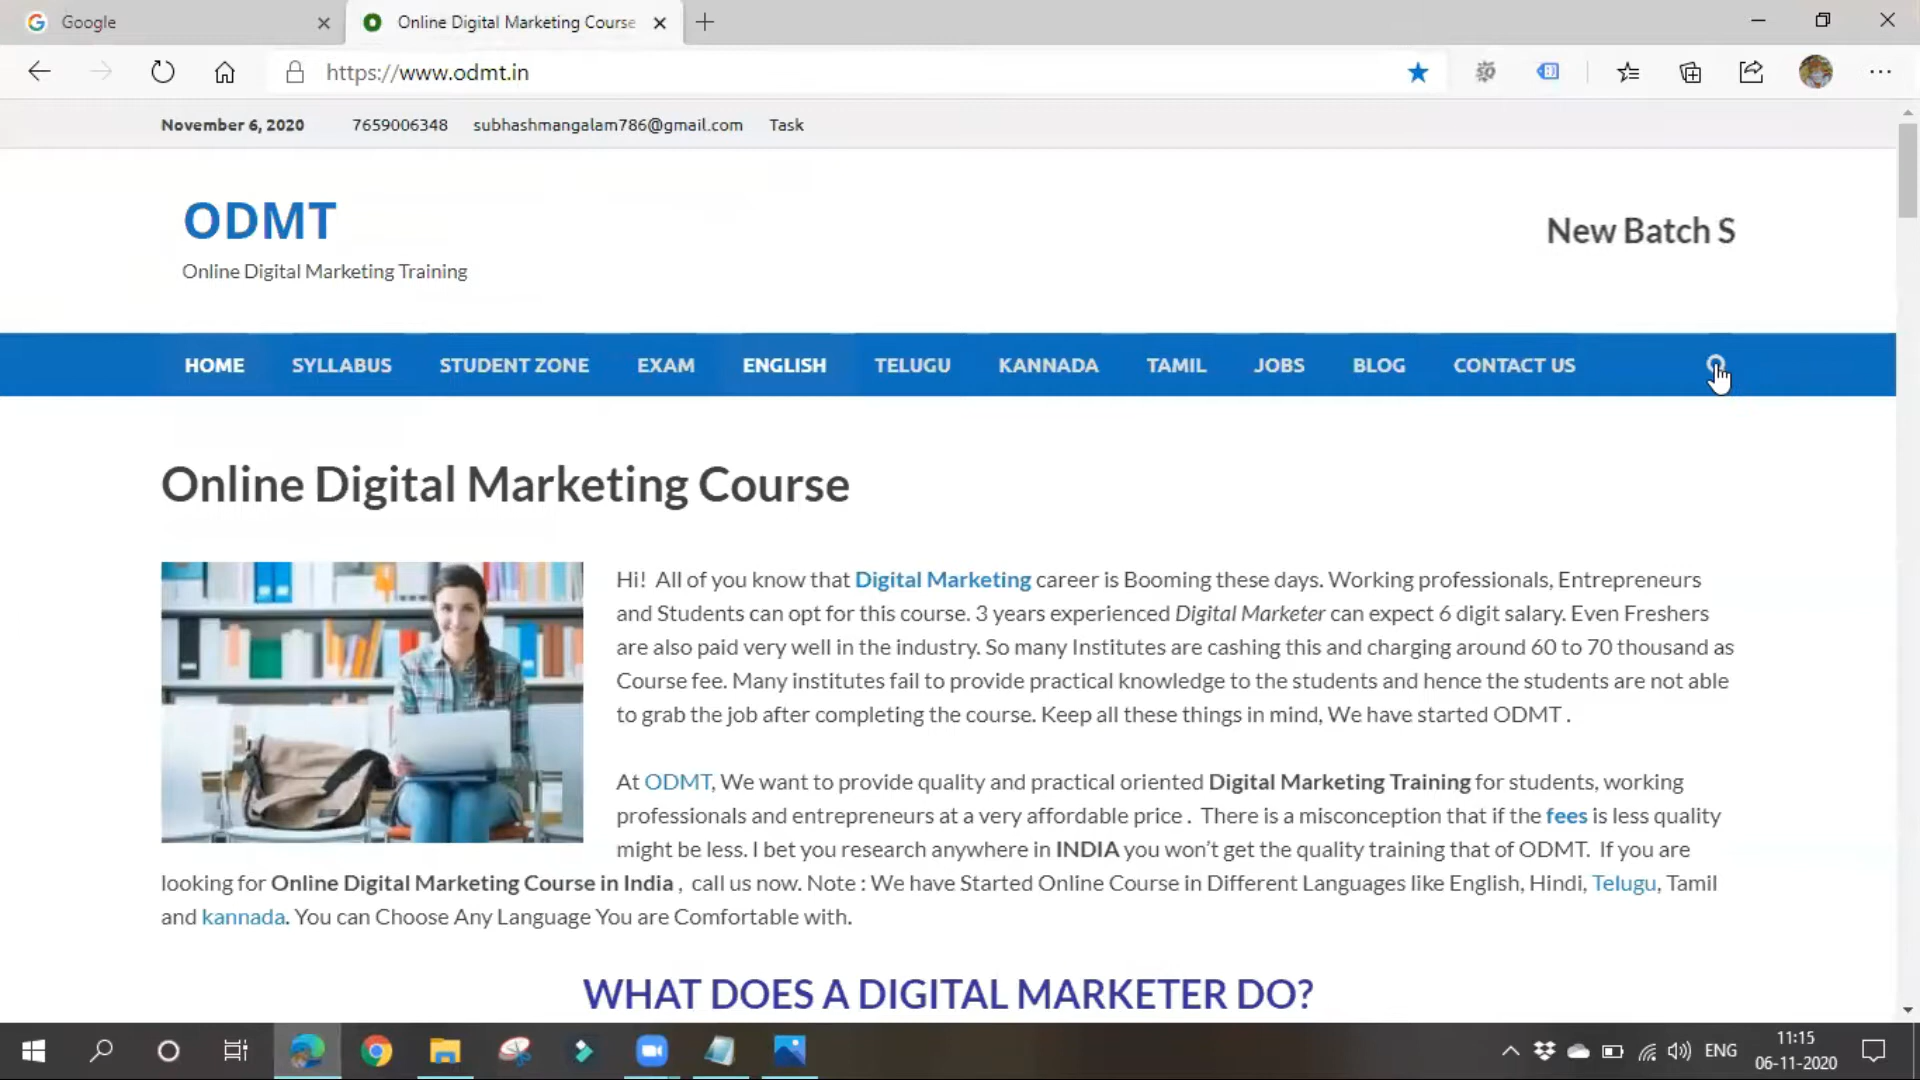 Google
Online Digital Marketing Course
https://www.odmt.in
November 6, 2020 7659006348 subhashmangalam786@gmail.com Task
ODMT
Online Digital Marketing Training
New Batch S
HOME SYLLABUS STUDENT ZONE EXAM ENGLISH TELUGU KANNADA TAMIL JOBS BLOG CONTACT US
Online Digital Marketing Course
Hi! All of you know that Digital Marketing career is Booming these days. Working professionals, Entrepreneurs
and Students can opt for this course. 3 years experienced Digital Marketer can expect 6 digit salary. Even Freshers
are also paid very well in the industry. So many Institutes are cashing this and charging around 60 to 70 thousand as
Course fee. Many institutes fail to provide practical knowledge to the students and hence the students are not able
to grab the job after completing the course. Keep all these things in mind, We have started ODMT .
At ODMT, We want to provide quality and practical oriented Digital Marketing Training for students, working
professionals and entrepreneurs at a very affordable price . There is a misconception that if the fees is less quality
might be less. I bet you research anywhere in INDIA you won't get the quality training that of ODMT. If you are
looking for Online Digital Marketing Course in India , call us now. Note : We have Started Online Course in Different Languages like English, Hindi, Telugu, Tamil
and kannada. You can Choose Any Language You are Comfortable with.
WHAT DOES A DIGITAL MARKETER DO?
ENG
11:15
06-11-2020